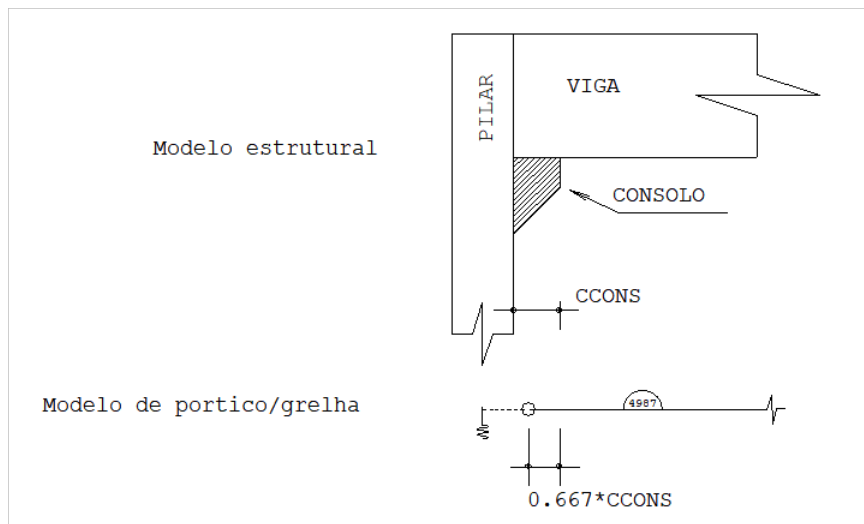 PILAR
VIGA
Modelo estrutural
CONSOLO
CCONS
Modelo de portico/grelha
4987
0.667*CCONS